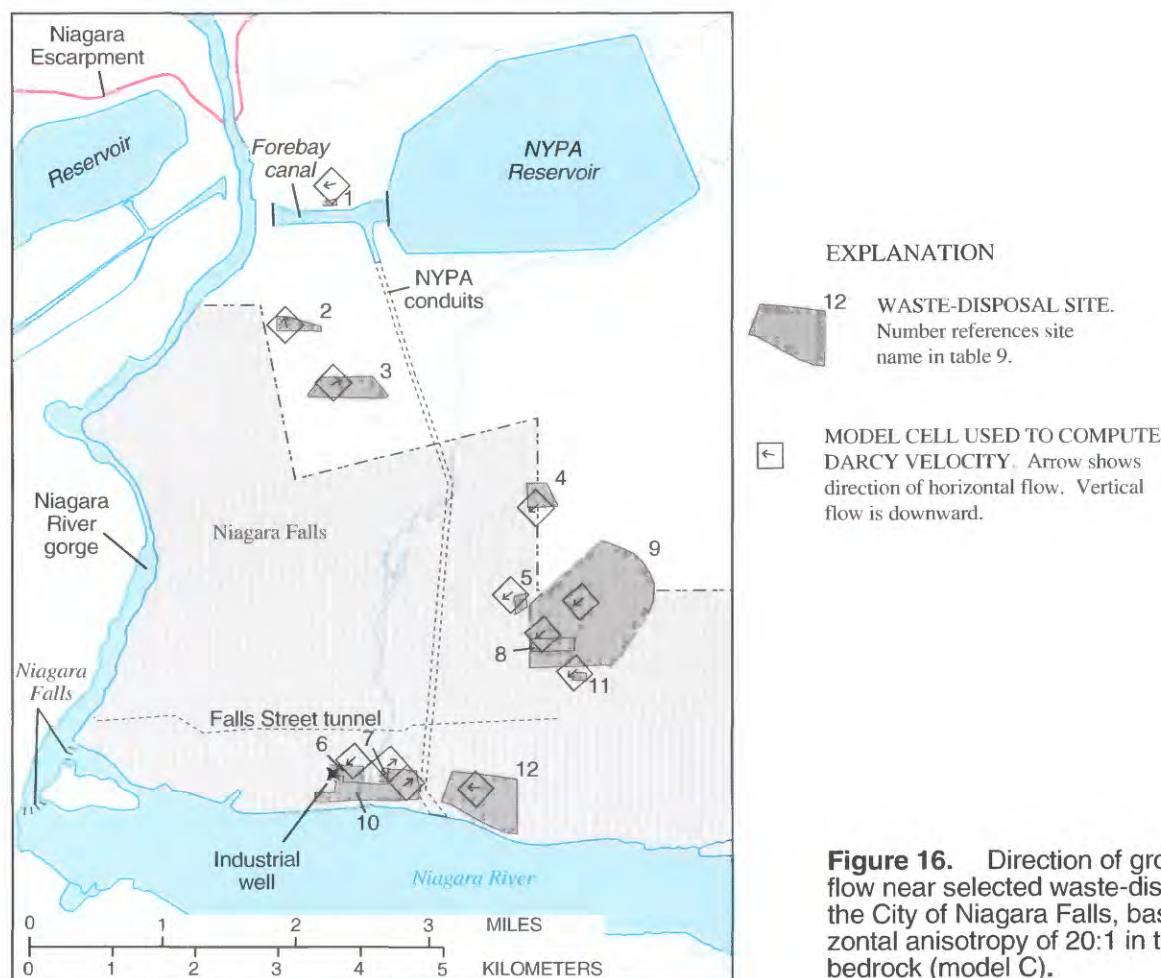 Niagara
Escarpment
Reservoir
Forebay
canal
NYPA
Reservoir
1
NYPA
conduits
2
3
4
Niagara
River
gorge
Niagara Falls
9
5
8
11
Niagara
Falls
Falls Street tunnel
6
7
12
10
Industrial
well
Niagara River
0 1 2 3 MILES
0 1 2 3 4 5 KILOMETERS
EXPLANATION
12 WASTE-DISPOSAL SITE.
Number references site
name in table 9.
MODEL CELL USED TO COMPUTE
DARCY VELOCITY. Arrow shows
direction of horizontal flow. Vertical
flow is downward.
Figure 16. Direction of gro
flow near selected waste-dis
the City of Niagara Falls, bas
zontal anisotropy of 20:1 in t
bedrock (model C).